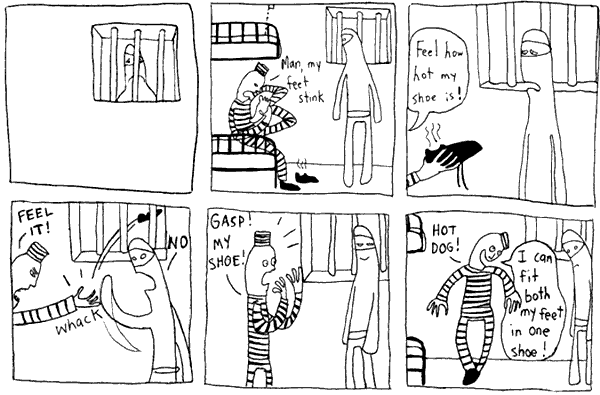 Man, my
feet
stink
Feel how
hot my
shoe is!
FEEL
IT!
NO
whack
GASP!
MY
SHOE!
HOT
DOG!
I can
fit
both
my feet
in one
shoe!